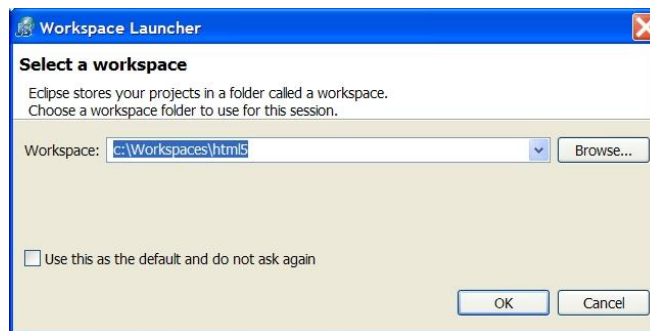 Workspace Launcher
Select a workspace
Eclipse stores your projects in a folder called a workspace.
Choose a workspace folder to use for this session.
Workspace: c:\Workspaces\html5 Browse...
Use this as the default and do not ask again
OK Cancel